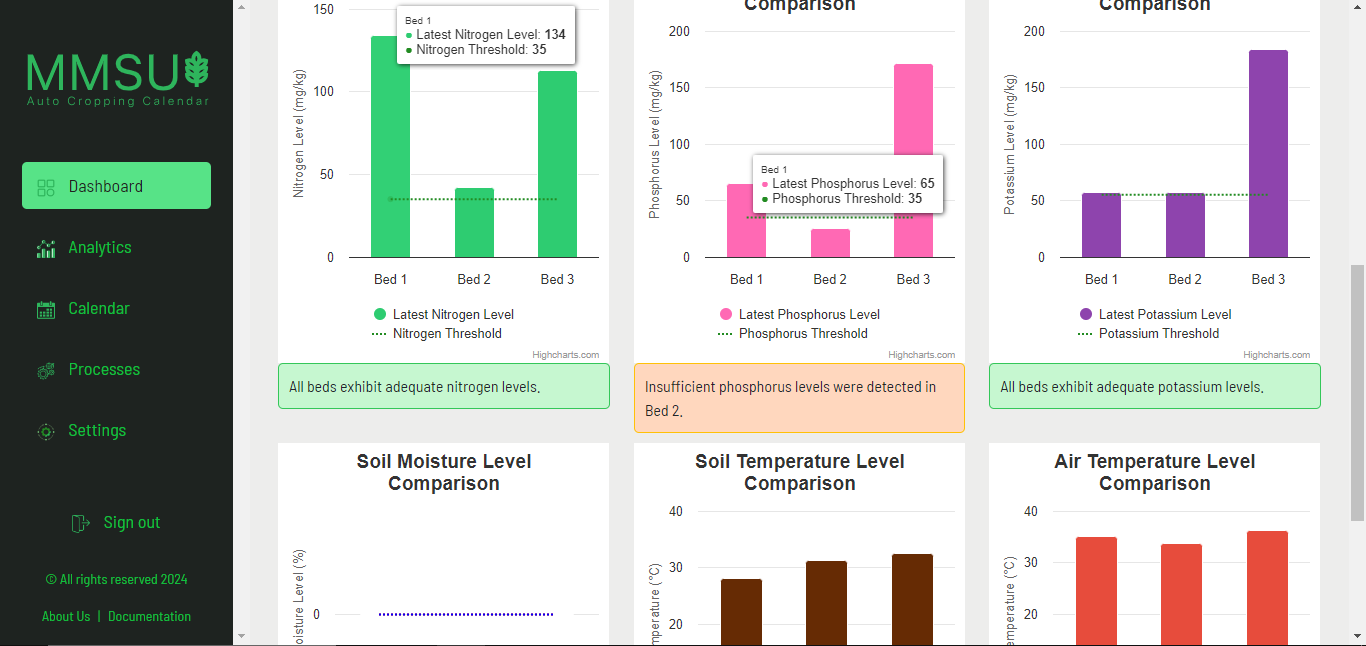 MMSU
Auto Cropping Calendar
Dashboard
Analytics
Calendar
Processes
Settings
Sign out
© All rights reserved 2024
About Us | Documentation
150
100
50
0
Nitrogen Level (mg/kg)
Bed 1
Latest Nitrogen Level: 134
Nitrogen Threshold: 35
Bed 1 Bed 2 Bed 3
Latest Nitrogen Level
Nitrogen Threshold
Highcharts.com
All beds exhibit adequate nitrogen levels.
Comparison
200
150
100
50
0
Phosphorus Level (mg/kg)
Bed 1
Latest Phosphorus Level: 65
Phosphorus Threshold: 35
Bed 1 Bed 2 Bed 3
Latest Phosphorus Level
Phosphorus Threshold
Highcharts.com
Insufficient phosphorus levels were detected in
Bed 2.
Comparison
200
150
100
50
0
Potassium Level (mg/kg)
Bed 1 Bed 2 Bed 3
Latest Potassium Level
Potassium Threshold
Highcharts.com
All beds exhibit adequate potassium levels.
Soil Moisture Level
Comparison
oisture Level (%)
0
Soil Temperature Level
Comparison
40
30
20
mperature (°C)
Air Temperature Level
Comparison
40
30
20
emperature (°C)